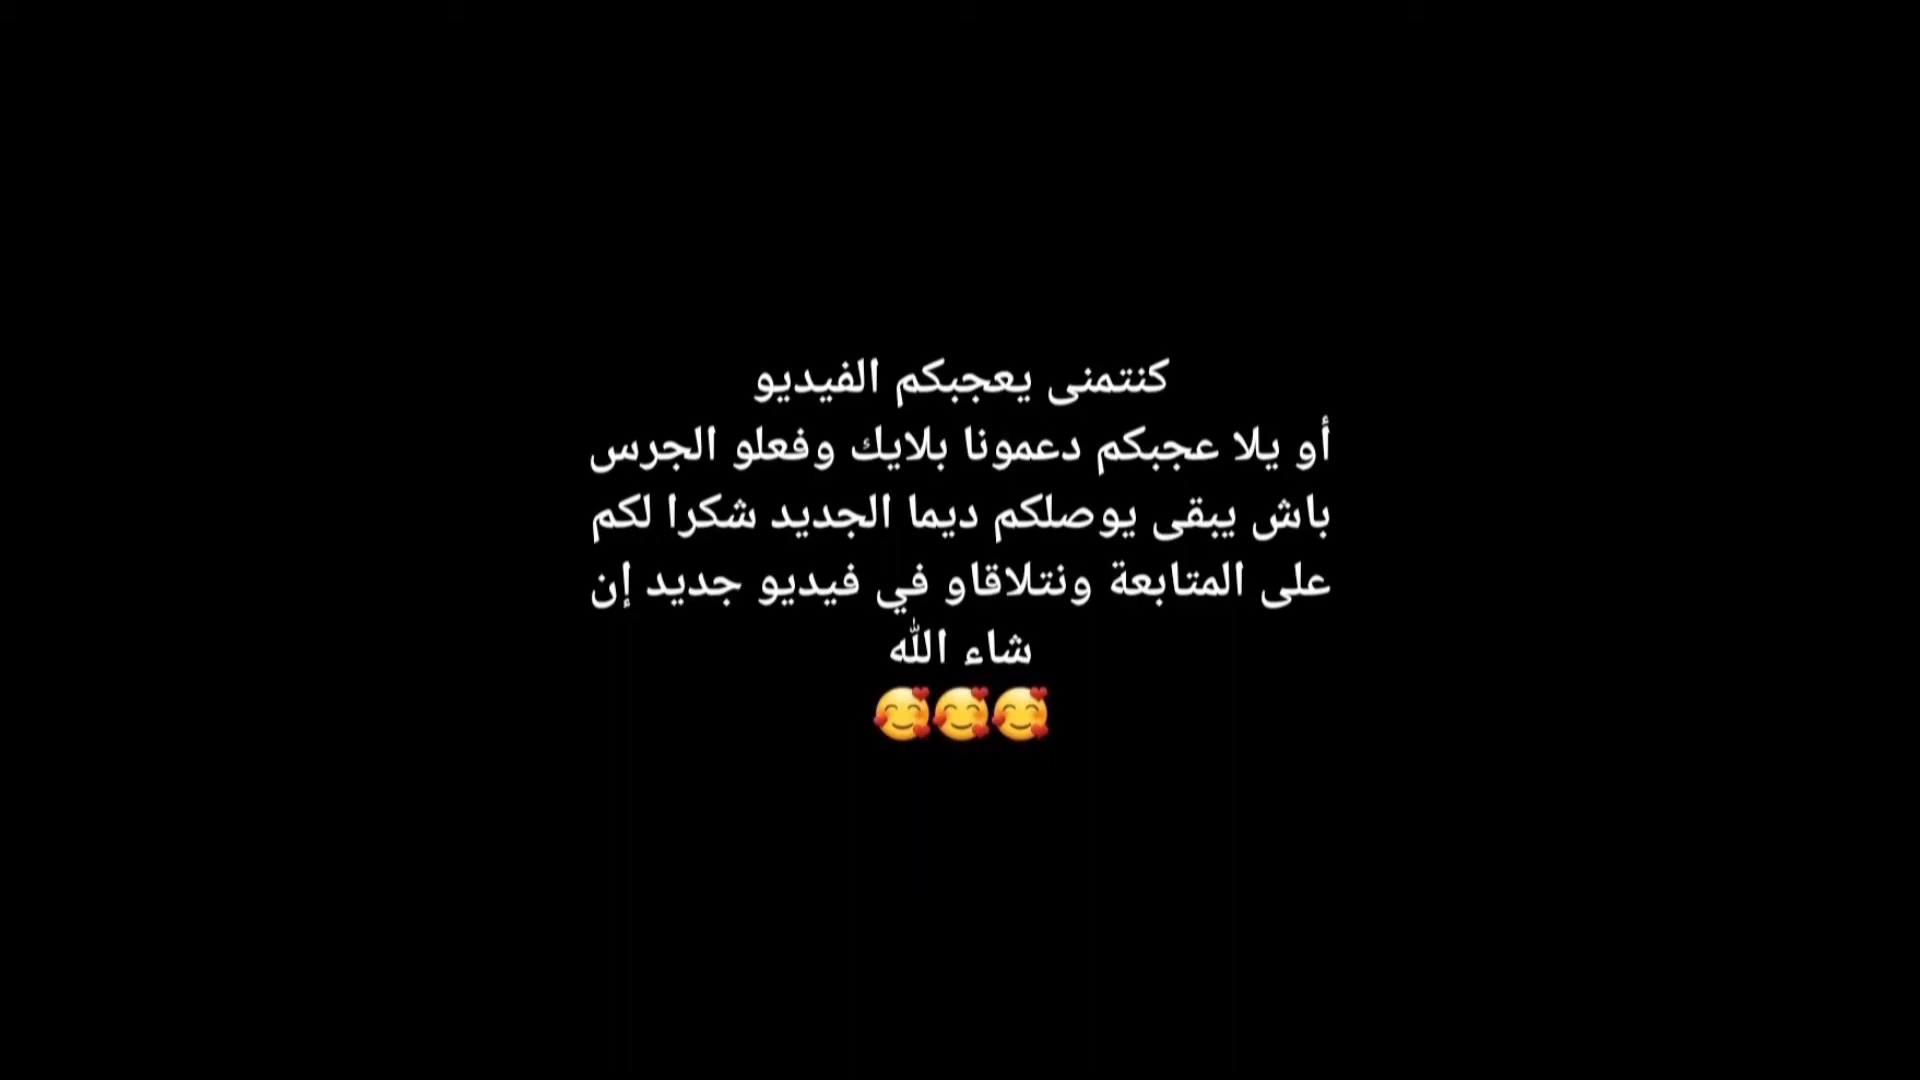 كنتمنى يعجبكم الفيديو
أو يلا عجبكم دعمونا بلايك وفعلو الجرس
باش يبقى يوصلكم ديما الجديد شكرا لكم
على المتابعة ونتلاقاو في فيديو جديد إن
شاء الله
🥰🥰🥰